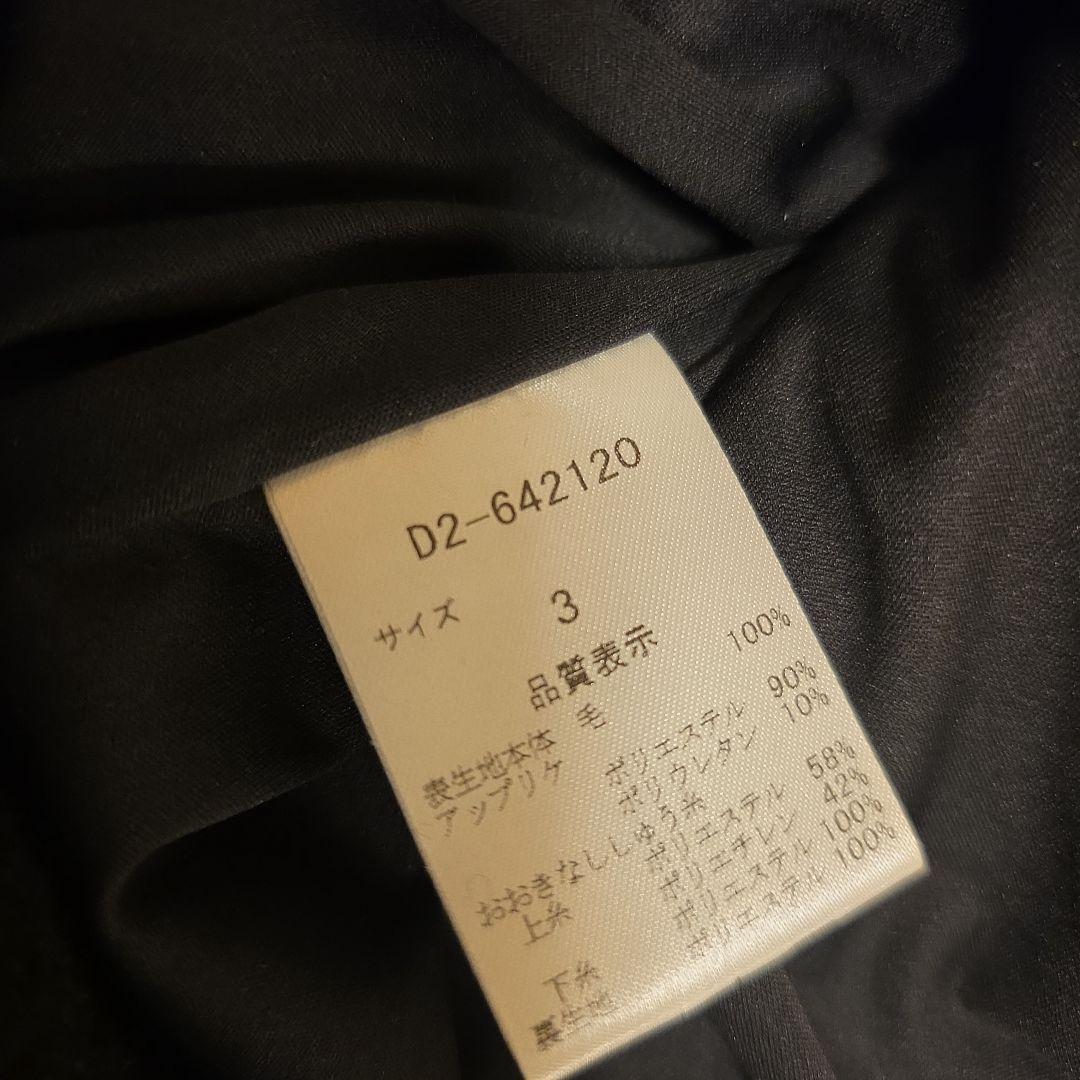 D2-642120
サイズ 3
品質表示
表生地本体 毛 100%
アップリケ ポリエステル 90%
ポリウレタン 10%
おおきなししゅう糸
上糸 ポリエステル 58%
ポリエチレン 42%
下糸 ポリエステル 100%
裏生地 ポリエステル 100%